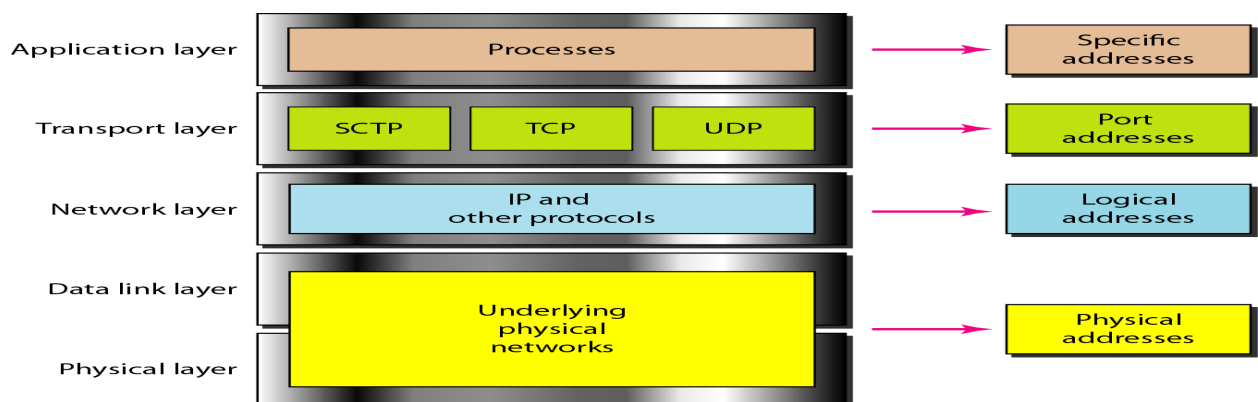 Application layer
Processes
Specific
addresses
Transport layer
SCTP
TCP
UDP
Port
addresses
Network layer
IP and
other protocols
Logical
addresses
Data link layer
Underlying
physical
networks
Physical
addresses
Physical layer